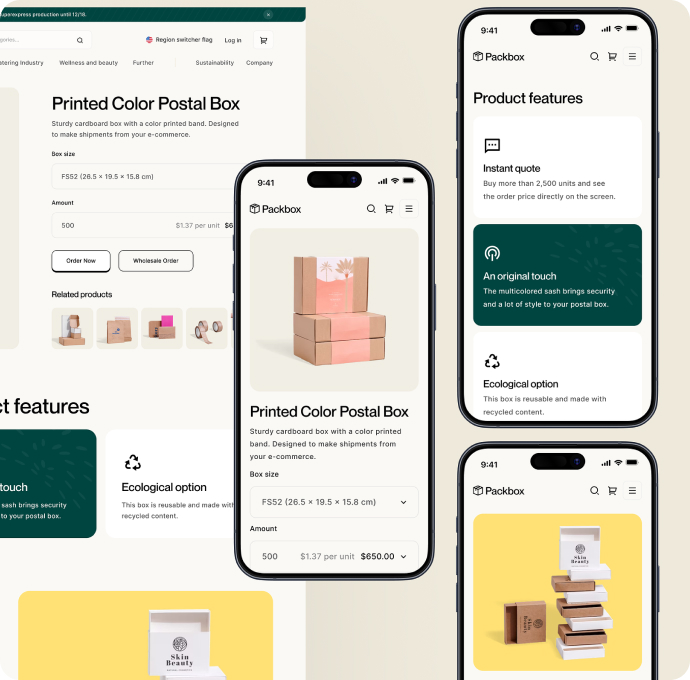 uperexpress production until 12/18.
gories...
Region switcher flag
Log in
tering Industry
Wellness and beauty
Further
Sustainability
Company
Printed Color Postal Box
Sturdy cardboard box with a color printed band. Designed
to make shipments from your e-commerce.
Box size
FS52 (26.5 × 19.5 × 15.8 cm)
Amount
500
$1.37 per unit
$6
Order Now
Wholesale Order
Related products
ct features
touch
sash brings security
to your postal box.
Ecological option
This box is reusable and made with
recycled content.
Skin
Beauty
9:41
Packbox
Printed Color Postal Box
Sturdy cardboard box with a color printed
band. Designed to make shipments from
your e-commerce.
Box size
FS52 (26.5 × 19.5 × 15.8 cm)
Amount
500
$1.37 per unit
$650.00
9:41
Packbox
Product features
Instant quote
Buy more than 2,500 units and see
the order price directly on the screen.
An original touch
The multicolored sash brings security
and a lot of style to your postal box.
Ecological option
This box is reusable and made with
recycled content.
9:41
Packbox
Skin
Beauty
Skin
Beauty